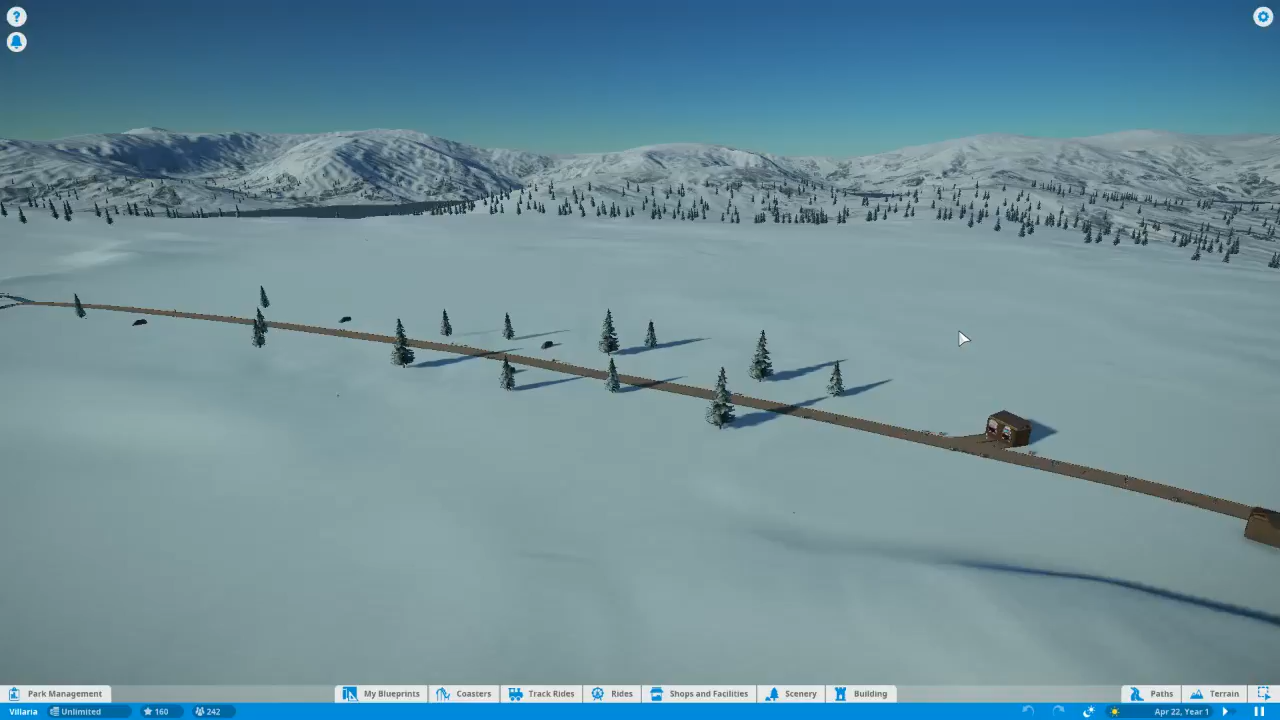 ?
Park Management
My Blueprints
Coasters
Track Rides
Rides
Shops and Facilities
Scenery
Building
Paths
Terrain
Villaria
Unlimited
160
242
Apr 22, Year 1